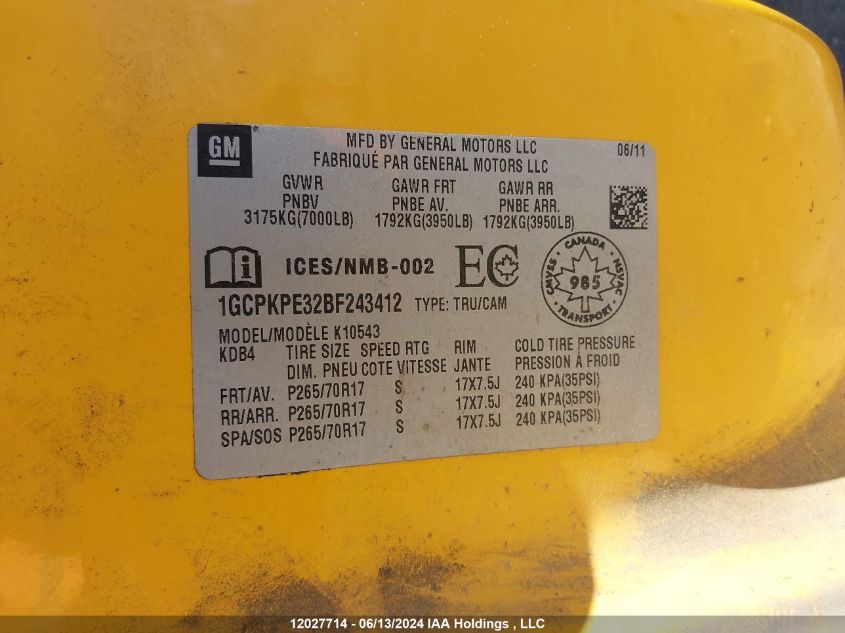 GM ®
MFD BY GENERAL MOTORS LLC 06/11
FABRIQUÉ PAR GENERAL MOTORS LLC
GVWR GAWR FRT GAWR RR
PNBV PNBE AV. PNBE ARR.
3175KG(7000LB) 1792KG(3950LB) 1792KG(3950LB)
i ICES/NMB-002 EC
CANADA
CMVSS 985 NSVAC
TRANSPORT
1GCPKPE32BF243412 TYPE: TRU/CAM
MODEL/MODÈLE K10543
KDB4 TIRE SIZE SPEED RTG RIM COLD TIRE PRESSURE
DIM. PNEU COTE VITESSE JANTE PRESSION À FROID
FRT/AV. P265/70R17 S 17X7.5J 240 KPA(35PSI)
RR/ARR. P265/70R17 S 17X7.5J 240 KPA(35PSI)
SPA/SOS P265/70R17 S 17X7.5J 240 KPA(35PSI)
12027714 - 06/13/2024 IAA Holdings , LLC